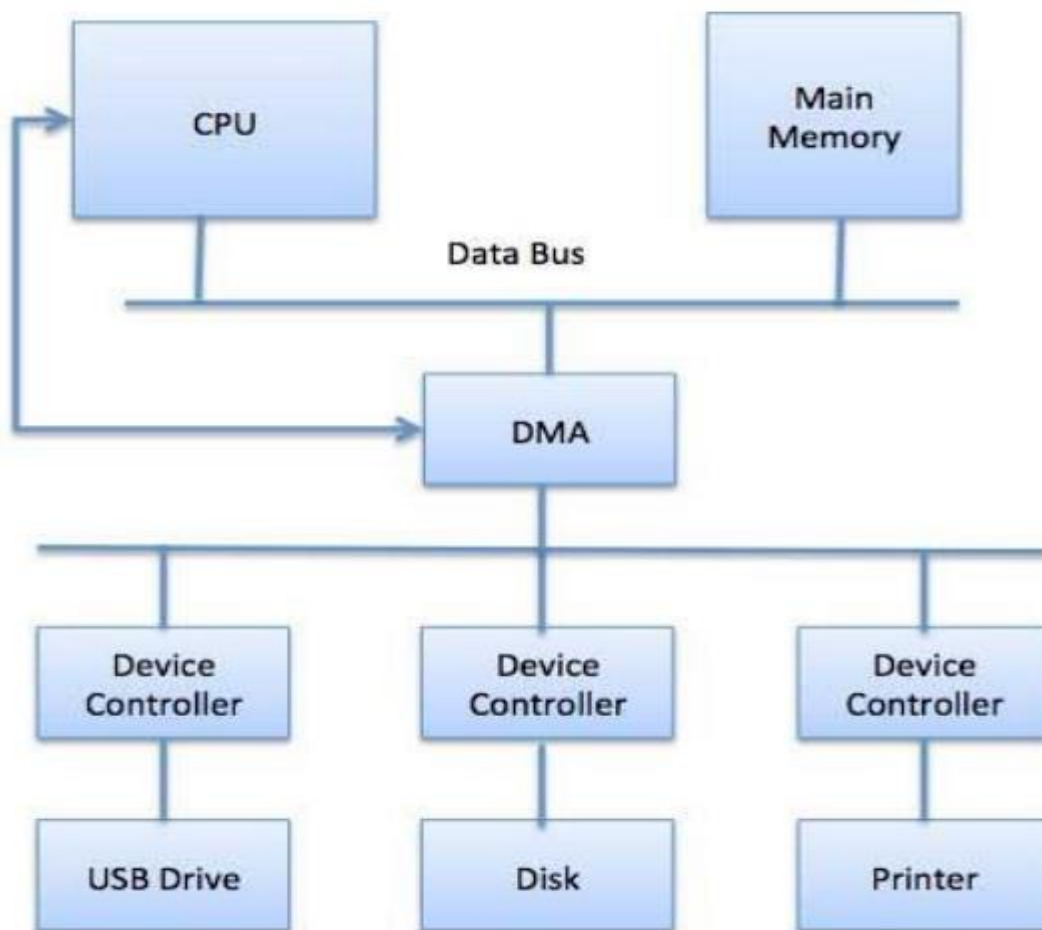 CPU
Main
Memory
Data Bus
DMA
Device
Controller
Device
Controller
Device
Controller
USB Drive
Disk
Printer